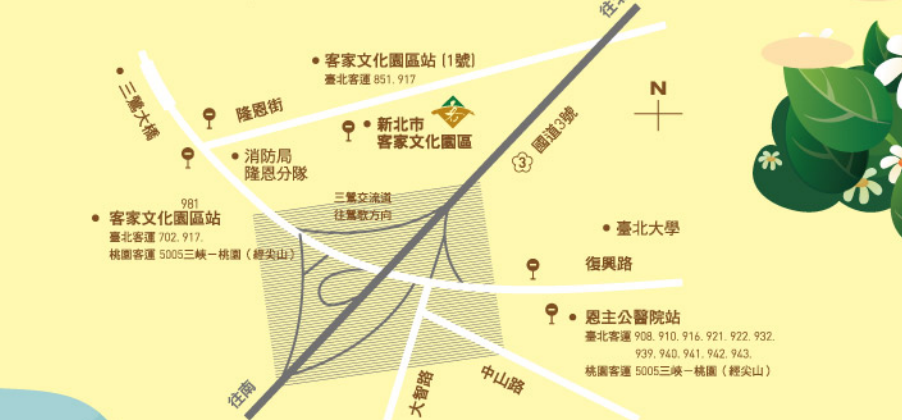 往北
客家文化園區站（1號）
臺北客運 851. 917
三鶯大橋
隆恩街
新北市
客家文化園區
N
3
國道3號
消防局
隆恩分隊
981
客家文化園區站
臺北客運 702. 917.
桃園客運 5005三峽－桃園（經尖山）
三鶯交流道
往鶯歌方向
臺北大學
復興路
恩主公醫院站
臺北客運 908. 910. 916. 921. 922. 932.
939. 940. 941. 942. 943.
桃園客運 5005三峽－桃園（經尖山）
往南
大智路
中山路